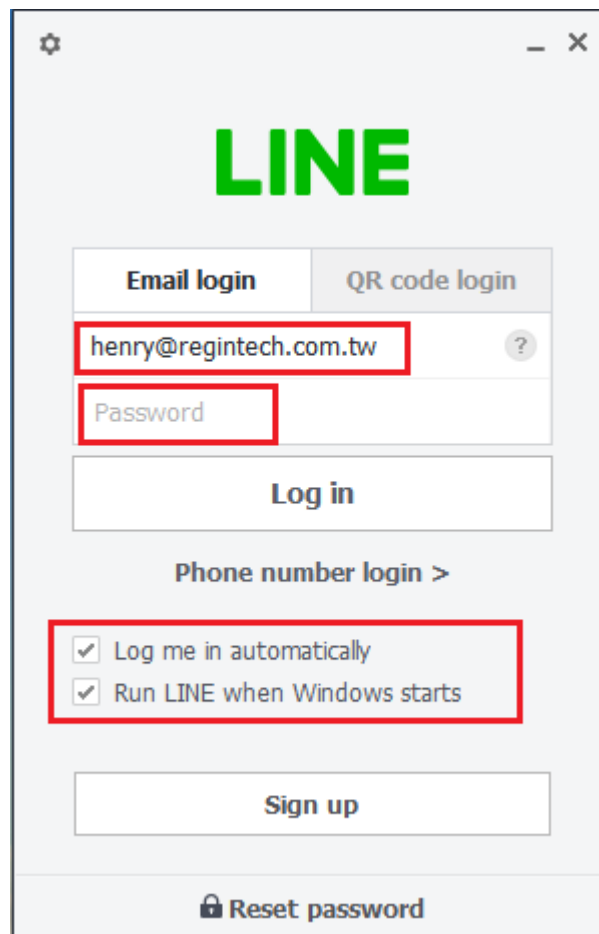 LINE
Email login QR code login
henry@regintech.com.tw ?
Password
Log in
Phone number login >
Log me in automatically
Run LINE when Windows starts
Sign up
Reset password